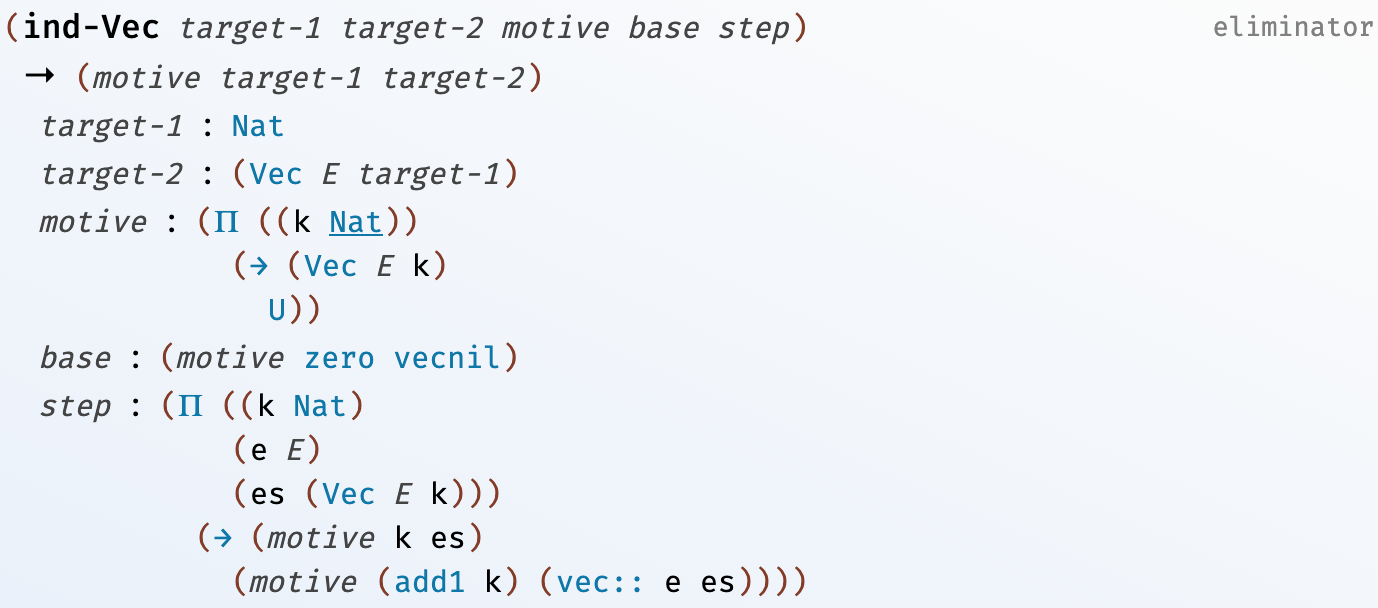 (ind-Vec target-1 target-2 motive base step) eliminator
→ (motive target-1 target-2)
target-1 : Nat
target-2 : (Vec E target-1)
motive : (Π ((k Nat))
(→ (Vec E k)
U))
base : (motive zero vecnil)
step : (Π ((k Nat)
(e E)
(es (Vec E k)))
(→ (motive k es)
(motive (add1 k) (vec:: e es))))